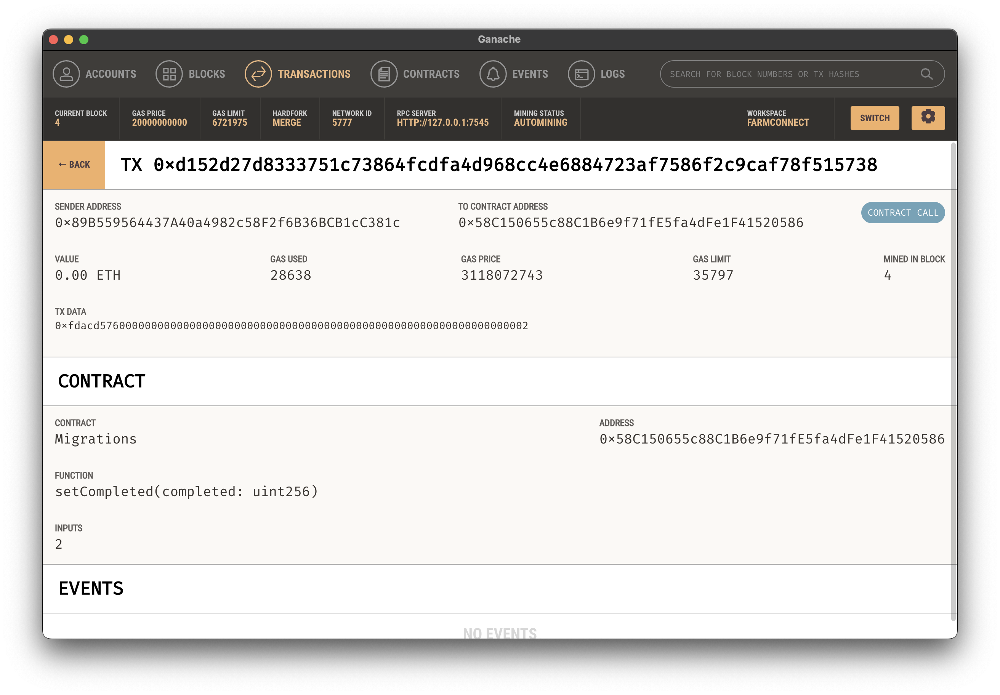 Ganache
ACCOUNTS BLOCKS TRANSACTIONS CONTRACTS EVENTS LOGS SEARCH FOR BLOCK NUMBERS OR TX HASHES
CURRENT BLOCK GAS PRICE GAS LIMIT HARDFORK NETWORK ID RPC SERVER MINING STATUS WORKSPACE
4 20000000000 6721975 MERGE 5777 HTTP://127.0.0.1:7545 AUTOMINING FARMCONNECT SWITCH
← BACK TX 0×d152d27d8333751c73864fcdfa4d968cc4e6884723af7586f2c9caf78f515738
SENDER ADDRESS TO CONTRACT ADDRESS
0×89B559564437A40a4982c58F2f6B36BCB1cC381c 0×58C150655c88C1B6e9f71fE5fa4dFe1F41520586 CONTRACT CALL
VALUE GAS USED GAS PRICE GAS LIMIT MINED IN BLOCK
0.00 ETH 28638 3118072743 35797 4
TX DATA
0×fdacd5760000000000000000000000000000000000000000000000000000000000000002
CONTRACT
CONTRACT ADDRESS
Migrations 0×58C150655c88C1B6e9f71fE5fa4dFe1F41520586
FUNCTION
setCompleted(completed: uint256)
INPUTS
2
EVENTS
NO EVENTS